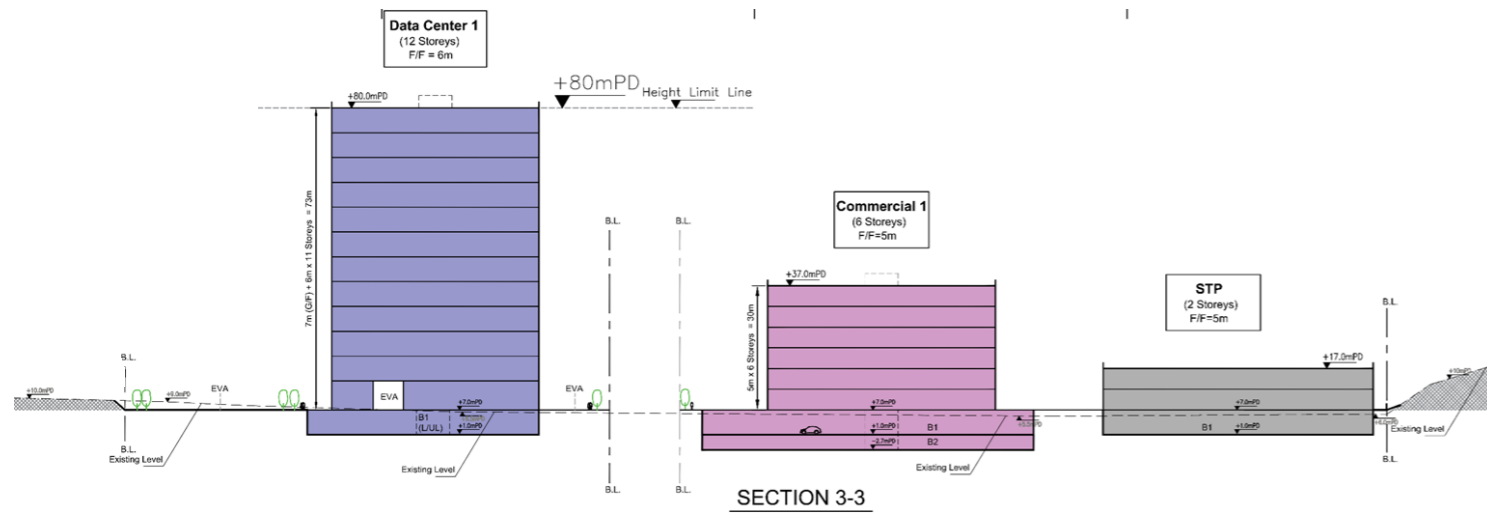 Data Center 1
(12 Storeys)
F/F = 6m
+80mPD
Height Limit Line
+80.0mPD
7m (G/F) + 6m x 11 Storeys = 73m
B.L.
B.L.
Commercial 1
(6 Storeys)
F/F=5m
+37.0mPD
5m x 6 Storeys = 30m
STP
(2 Storeys)
F/F=5m
B.L.
+17.0mPD
B.L.
+10.0mPD
+9.0mPD
EVA
EVA
EVA
+10mPD
+7.0mPD
+7.0mPD
+7.0mPD
B1
(L/UL)
+1.0mPD
+1.0mPD
B1
B1
+1.0mPD
-2.7mPD
B2
B.L.
Existing Level
Existing Level
Existing Level
Existing Level
B.L.
B.L.
B.L.
SECTION 3-3